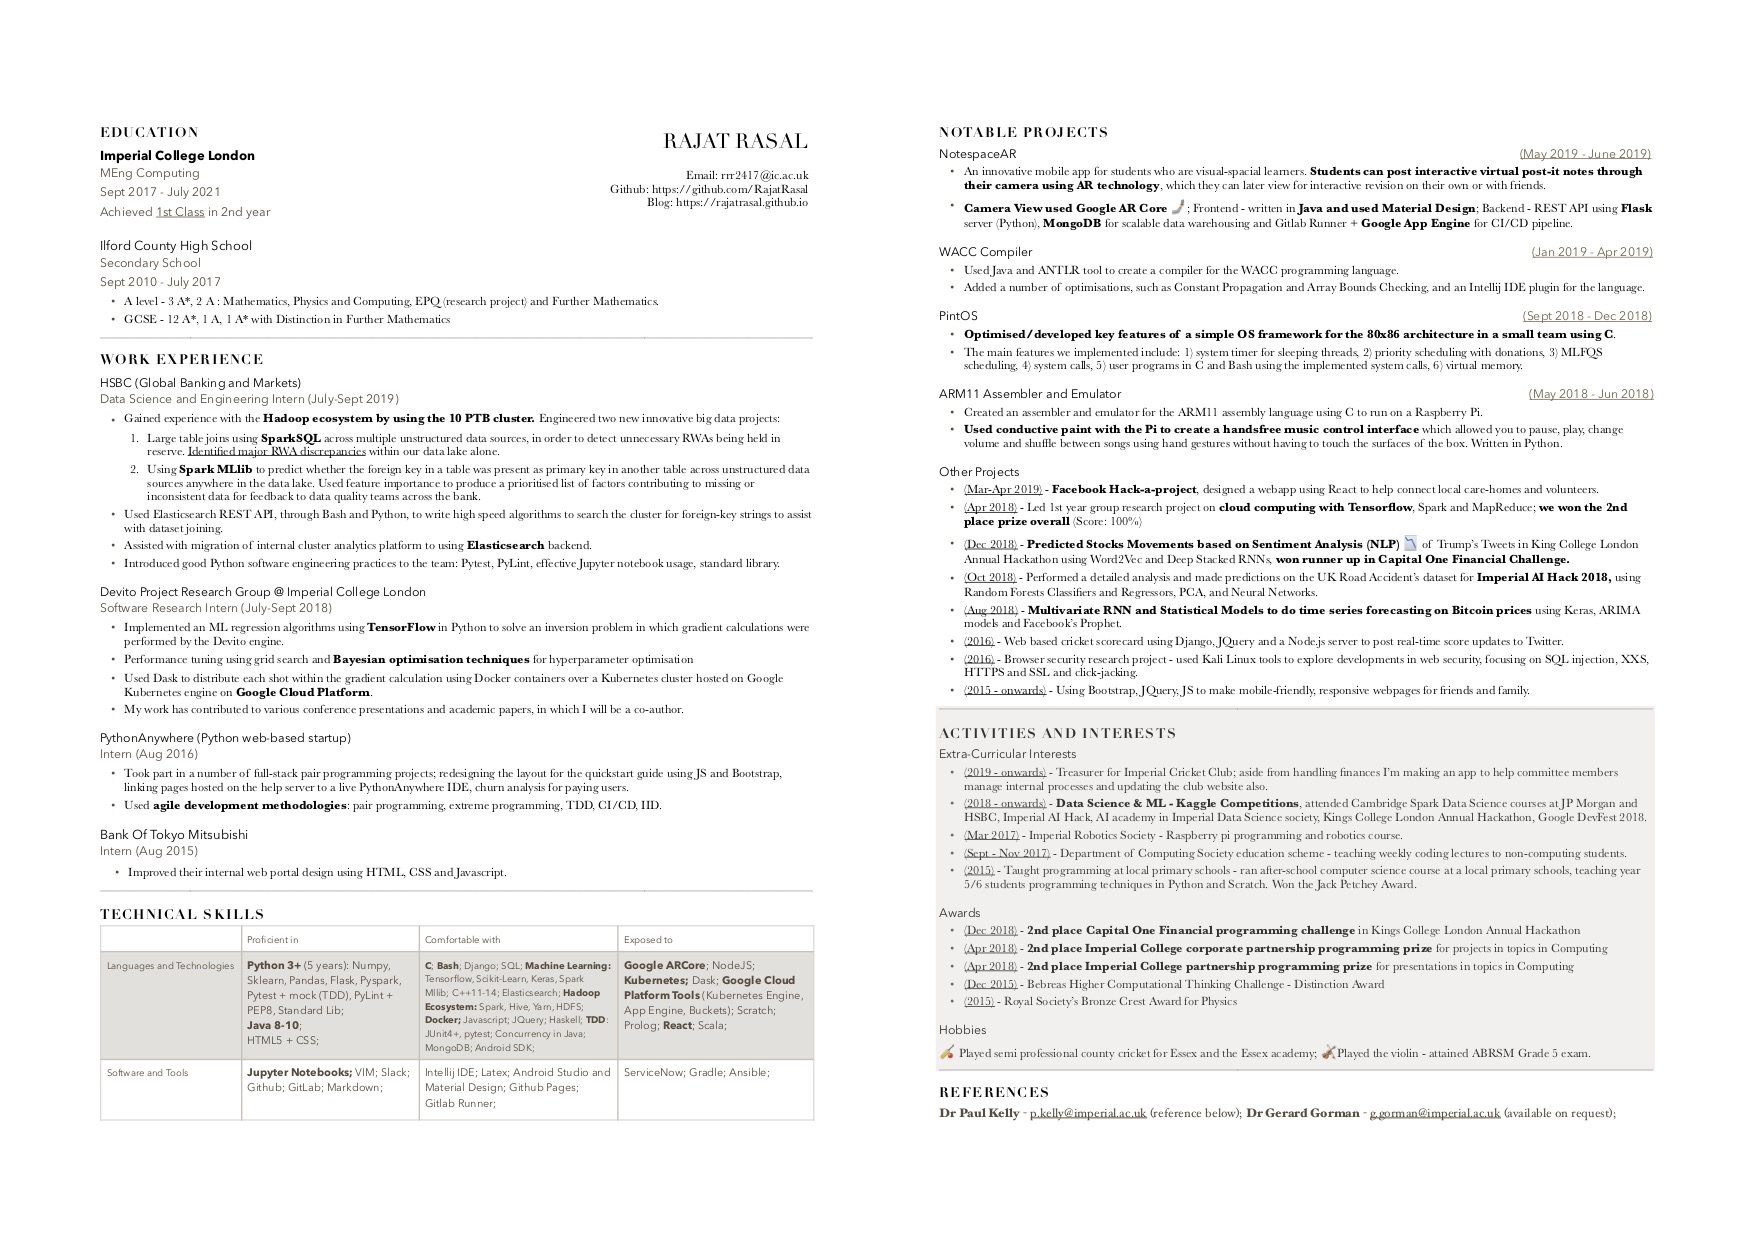 EDUCATION
RAJAT RASAL
Imperial College London
MEng Computing
Sept 2017 - July 2021
Achieved 1st Class in 2nd year
Email: rrr2417@ic.ac.uk
Github: https://github.com/RajatRasal
Blog: https://rajatrasal.github.io
Ilford County High School
Secondary School
Sept 2010 - July 2017
• A level - 3 A*, 2 A : Mathematics, Physics and Computing, EPQ (research project) and Further Mathematics.
• GCSE - 12 A*, 1 A, 1 A* with Distinction in Further Mathematics
WORK EXPERIENCE
HSBC (Global Banking and Markets)
Data Science and Engineering Intern (July-Sept 2019)
• Gained experience with the Hadoop ecosystem by using the 10 PTB cluster. Engineered two new innovative big data projects:
1. Large table joins using SparkSQL across multiple unstructured data sources, in order to detect unnecessary RWAs being held in
reserve. Identified major RWA discrepancies within our data lake alone.
2. Using Spark MLlib to predict whether the foreign key in a table was present as primary key in another table across unstructured data
sources anywhere in the data lake. Used feature importance to produce a prioritised list of factors contributing to missing or
inconsistent data for feedback to data quality teams across the bank.
• Used Elasticsearch REST API, through Bash and Python, to write high speed algorithms to search the cluster for foreign-key strings to assist
with dataset joining.
• Assisted with migration of internal cluster analytics platform to using Elasticsearch backend.
• Introduced good Python software engineering practices to the team: Pytest, PyLint, effective Jupyter notebook usage, standard library.
Devito Project Research Group @ Imperial College London
Software Research Intern (July-Sept 2018)
• Implemented an ML regression algorithms using TensorFlow in Python to solve an inversion problem in which gradient calculations were
performed by the Devito engine.
• Performance tuning using grid search and Bayesian optimisation techniques for hyperparameter optimisation
• Used Dask to distribute each shot within the gradient calculation using Docker containers over a Kubernetes cluster hosted on Google
Kubernetes engine on Google Cloud Platform.
• My work has contributed to various conference presentations and academic papers, in which I will be a co-author.
PythonAnywhere (Python web-based startup)
Intern (Aug 2016)
• Took part in a number of full-stack pair programming projects; redesigning the layout for the quickstart guide using JS and Bootstrap,
linking pages hosted on the help server to a live PythonAnywhere IDE, churn analysis for paying users.
• Used agile development methodologies: pair programming, extreme programming, TDD, CI/CD, IID.
Bank Of Tokyo Mitsubishi
Intern (Aug 2015)
• Improved their internal web portal design using HTML, CSS and Javascript.
TECHNICAL SKILLS
Proficient in
Comfortable with
Exposed to
Languages and Technologies
Python 3+ (5 years): Numpy,
Sklearn, Pandas, Flask, Pyspark,
Pytest + mock (TDD), PyLint +
PEP8, Standard Lib;
Java 8-10;
HTML5 + CSS;
C; Bash; Django; SQL; Machine Learning:
Tensorflow, Scikit-Learn, Keras, Spark
Mllib; C++11-14; Elasticsearch; Hadoop
Ecosystem: Spark, Hive, Yarn, HDFS;
Docker; Javascript; JQuery; Haskell; TDD:
JUnit4+, pytest; Concurrency in Java;
MongoDB; Android SDK;
Google ARCore; NodeJS;
Kubernetes; Dask; Google Cloud
Platform Tools (Kubernetes Engine,
App Engine, Buckets); Scratch;
Prolog; React; Scala;
Software and Tools
Jupyter Notebooks; VIM; Slack;
Github; GitLab; Markdown;
Intellij IDE; Latex; Android Studio and
Material Design; Github Pages;
Gitlab Runner;
ServiceNow; Gradle; Ansible;
NOTABLE PROJECTS
NotespaceAR (May 2019 - June 2019)
• An innovative mobile app for students who are visual-spacial learners. Students can post interactive virtual post-it notes through
their camera using AR technology, which they can later view for interactive revision on their own or with friends.
• Camera View used Google AR Core 🤳; Frontend - written in Java and used Material Design; Backend - REST API using Flask
server (Python), MongoDB for scalable data warehousing and Gitlab Runner + Google App Engine for CI/CD pipeline.
WACC Compiler (Jan 2019 - Apr 2019)
• Used Java and ANTLR tool to create a compiler for the WACC programming language.
• Added a number of optimisations, such as Constant Propagation and Array Bounds Checking, and an Intellij IDE plugin for the language.
PintOS (Sept 2018 - Dec 2018)
• Optimised/developed key features of a simple OS framework for the 80x86 architecture in a small team using C.
• The main features we implemented include: 1) system timer for sleeping threads, 2) priority scheduling with donations, 3) MLFQS
scheduling, 4) system calls, 5) user programs in C and Bash using the implemented system calls, 6) virtual memory.
ARM11 Assembler and Emulator (May 2018 - Jun 2018)
• Created an assembler and emulator for the ARM11 assembly language using C to run on a Raspberry Pi.
• Used conductive paint with the Pi to create a handsfree music control interface which allowed you to pause, play, change
volume and shuffle between songs using hand gestures without having to touch the surfaces of the box. Written in Python.
Other Projects
• (Mar-Apr 2019) - Facebook Hack-a-project, designed a webapp using React to help connect local care-homes and volunteers.
• (Apr 2018) - Led 1st year group research project on cloud computing with Tensorflow, Spark and MapReduce; we won the 2nd
place prize overall (Score: 100%)
• (Dec 2018) - Predicted Stocks Movements based on Sentiment Analysis (NLP) 📉 of Trump's Tweets in King College London
Annual Hackathon using Word2Vec and Deep Stacked RNNs, won runner up in Capital One Financial Challenge.
• (Oct 2018) - Performed a detailed analysis and made predictions on the UK Road Accident's dataset for Imperial AI Hack 2018, using
Random Forests Classifiers and Regressors, PCA, and Neural Networks.
• (Aug 2018) - Multivariate RNN and Statistical Models to do time series forecasting on Bitcoin prices using Keras, ARIMA
models and Facebook's Prophet.
• (2016) - Web based cricket scorecard using Django, JQuery and a Node.js server to post real-time score updates to Twitter.
• (2016) - Browser security research project - used Kali Linux tools to explore developments in web security, focusing on SQL injection, XXS,
HTTPS and SSL and click-jacking.
• (2015 - onwards) - Using Bootstrap, JQuery, JS to make mobile-friendly, responsive webpages for friends and family.
ACTIVITIES AND INTERESTS
Extra-Curricular Interests
• (2019 - onwards) - Treasurer for Imperial Cricket Club; aside from handling finances I'm making an app to help committee members
manage internal processes and updating the club website also.
• (2018 - onwards) - Data Science & ML - Kaggle Competitions, attended Cambridge Spark Data Science courses at JP Morgan and
HSBC, Imperial AI Hack, AI academy in Imperial Data Science society, Kings College London Annual Hackathon, Google DevFest 2018.
• (Mar 2017) - Imperial Robotics Society - Raspberry pi programming and robotics course.
• (Sept - Nov 2017) - Department of Computing Society education scheme - teaching weekly coding lectures to non-computing students.
• (2015) - Taught programming at local primary schools - ran after-school computer science course at a local primary schools, teaching year
5/6 students programming techniques in Python and Scratch. Won the Jack Petchey Award.
Awards
• (Dec 2018) - 2nd place Capital One Financial programming challenge in Kings College London Annual Hackathon
• (Apr 2018) - 2nd place Imperial College corporate partnership programming prize for projects in topics in Computing
• (Apr 2018) - 2nd place Imperial College partnership programming prize for presentations in topics in Computing
• (Dec 2015) - Bebreas Higher Computational Thinking Challenge - Distinction Award
• (2015) - Royal Society's Bronze Crest Award for Physics
Hobbies
🏏 Played semi professional county cricket for Essex and the Essex academy; 🎻Played the violin - attained ABRSM Grade 5 exam.
REFERENCES
Dr Paul Kelly - p.kelly@imperial.ac.uk (reference below); Dr Gerard Gorman - g.gorman@imperial.ac.uk (available on request);